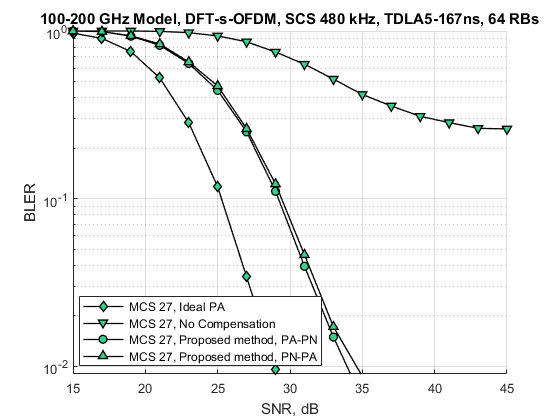 100-200 GHz Model, DFT-s-OFDM, SCS 480 kHz, TDLA5-167ns, 64 RBs
10^0
10^-1
10^-2
BLER
MCS 27, Ideal PA
MCS 27, No Compensation
MCS 27, Proposed method, PA-PN
MCS 27, Proposed method, PN-PA
15 20 25 30 35 40 45
SNR, dB